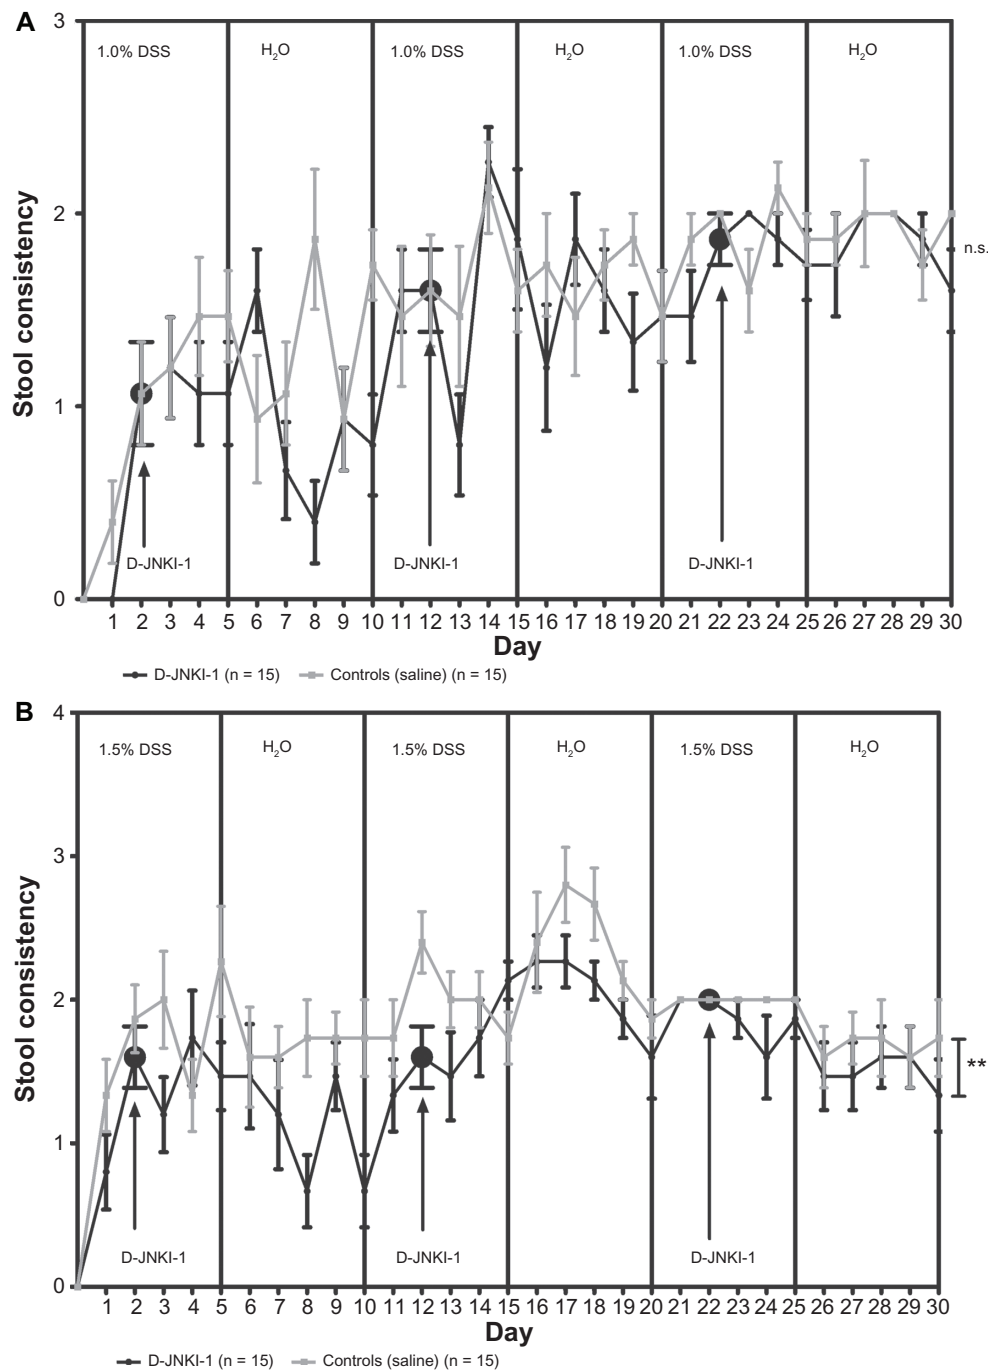 A
3
1.0% DSS H₂O 1.0% DSS H₂O 1.0% DSS H₂O
2
n.s.
Stool consistency
1
D-JNKI-1 D-JNKI-1 D-JNKI-1
0
1 2 3 4 5 6 7 8 9 10 11 12 13 14 15 16 17 18 19 20 21 22 23 24 25 26 27 28 29 30
Day
D-JNKI-1 (n = 15) Controls (saline) (n = 15)
B
4
1.5% DSS H₂O 1.5% DSS H₂O 1.5% DSS H₂O
3
Stool consistency
2
**
1
D-JNKI-1 D-JNKI-1 D-JNKI-1
0
1 2 3 4 5 6 7 8 9 10 11 12 13 14 15 16 17 18 19 20 21 22 23 24 25 26 27 28 29 30
Day
D-JNKI-1 (n = 15) Controls (saline) (n = 15)